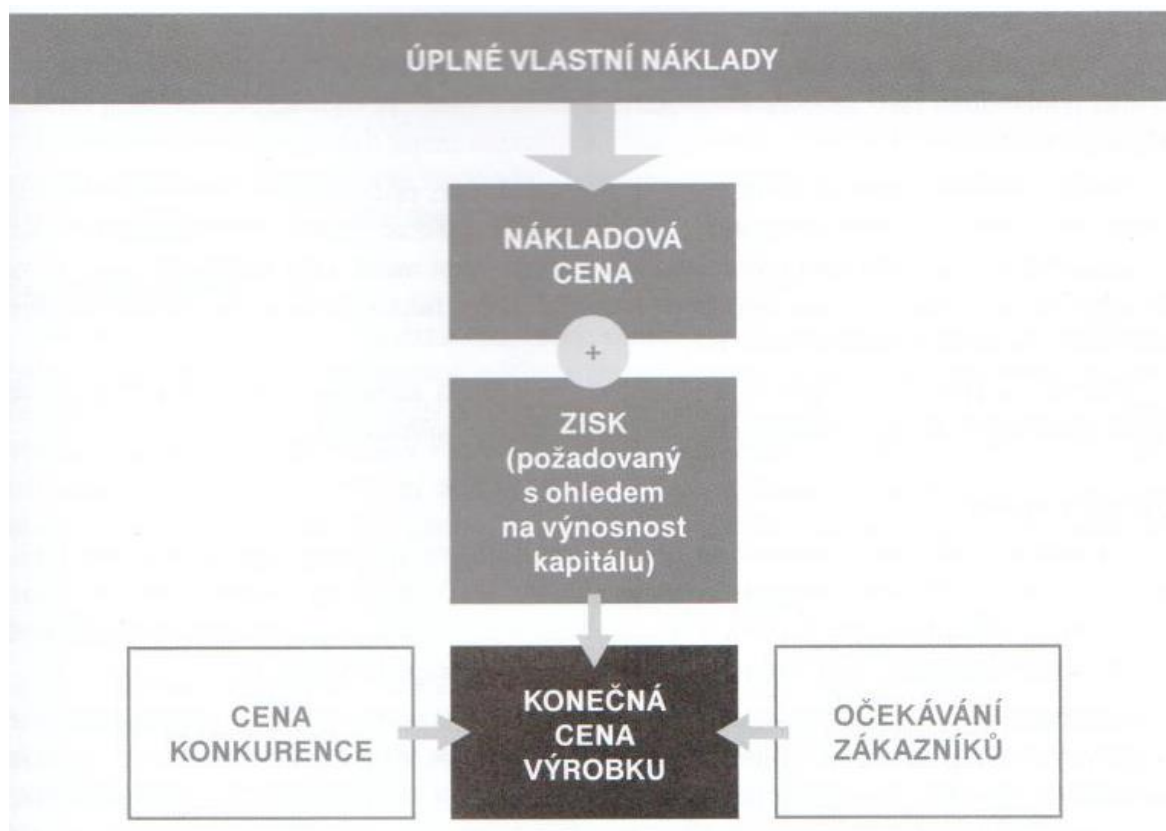 ÚPLNÉ VLASTNÍ NÁKLADY
NÁKLADOVÁ
CENA
+
ZISK
(požadovaný
s ohledem
na výnosnost
kapitálu)
CENA
KONKURENCE
KONEČNÁ
CENA
VÝROBKU
OČEKÁVÁNÍ
ZÁKAZNÍKŮ